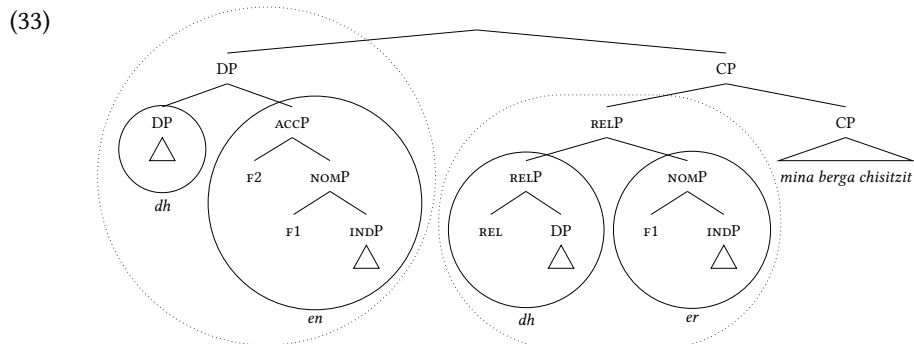 (33)
DP CP
DP ACCP RELP CP
F2 NOMP RELP NOMP mina berga chisitzit
dh
F1 INDP REL DP F1 INDP
en dh er